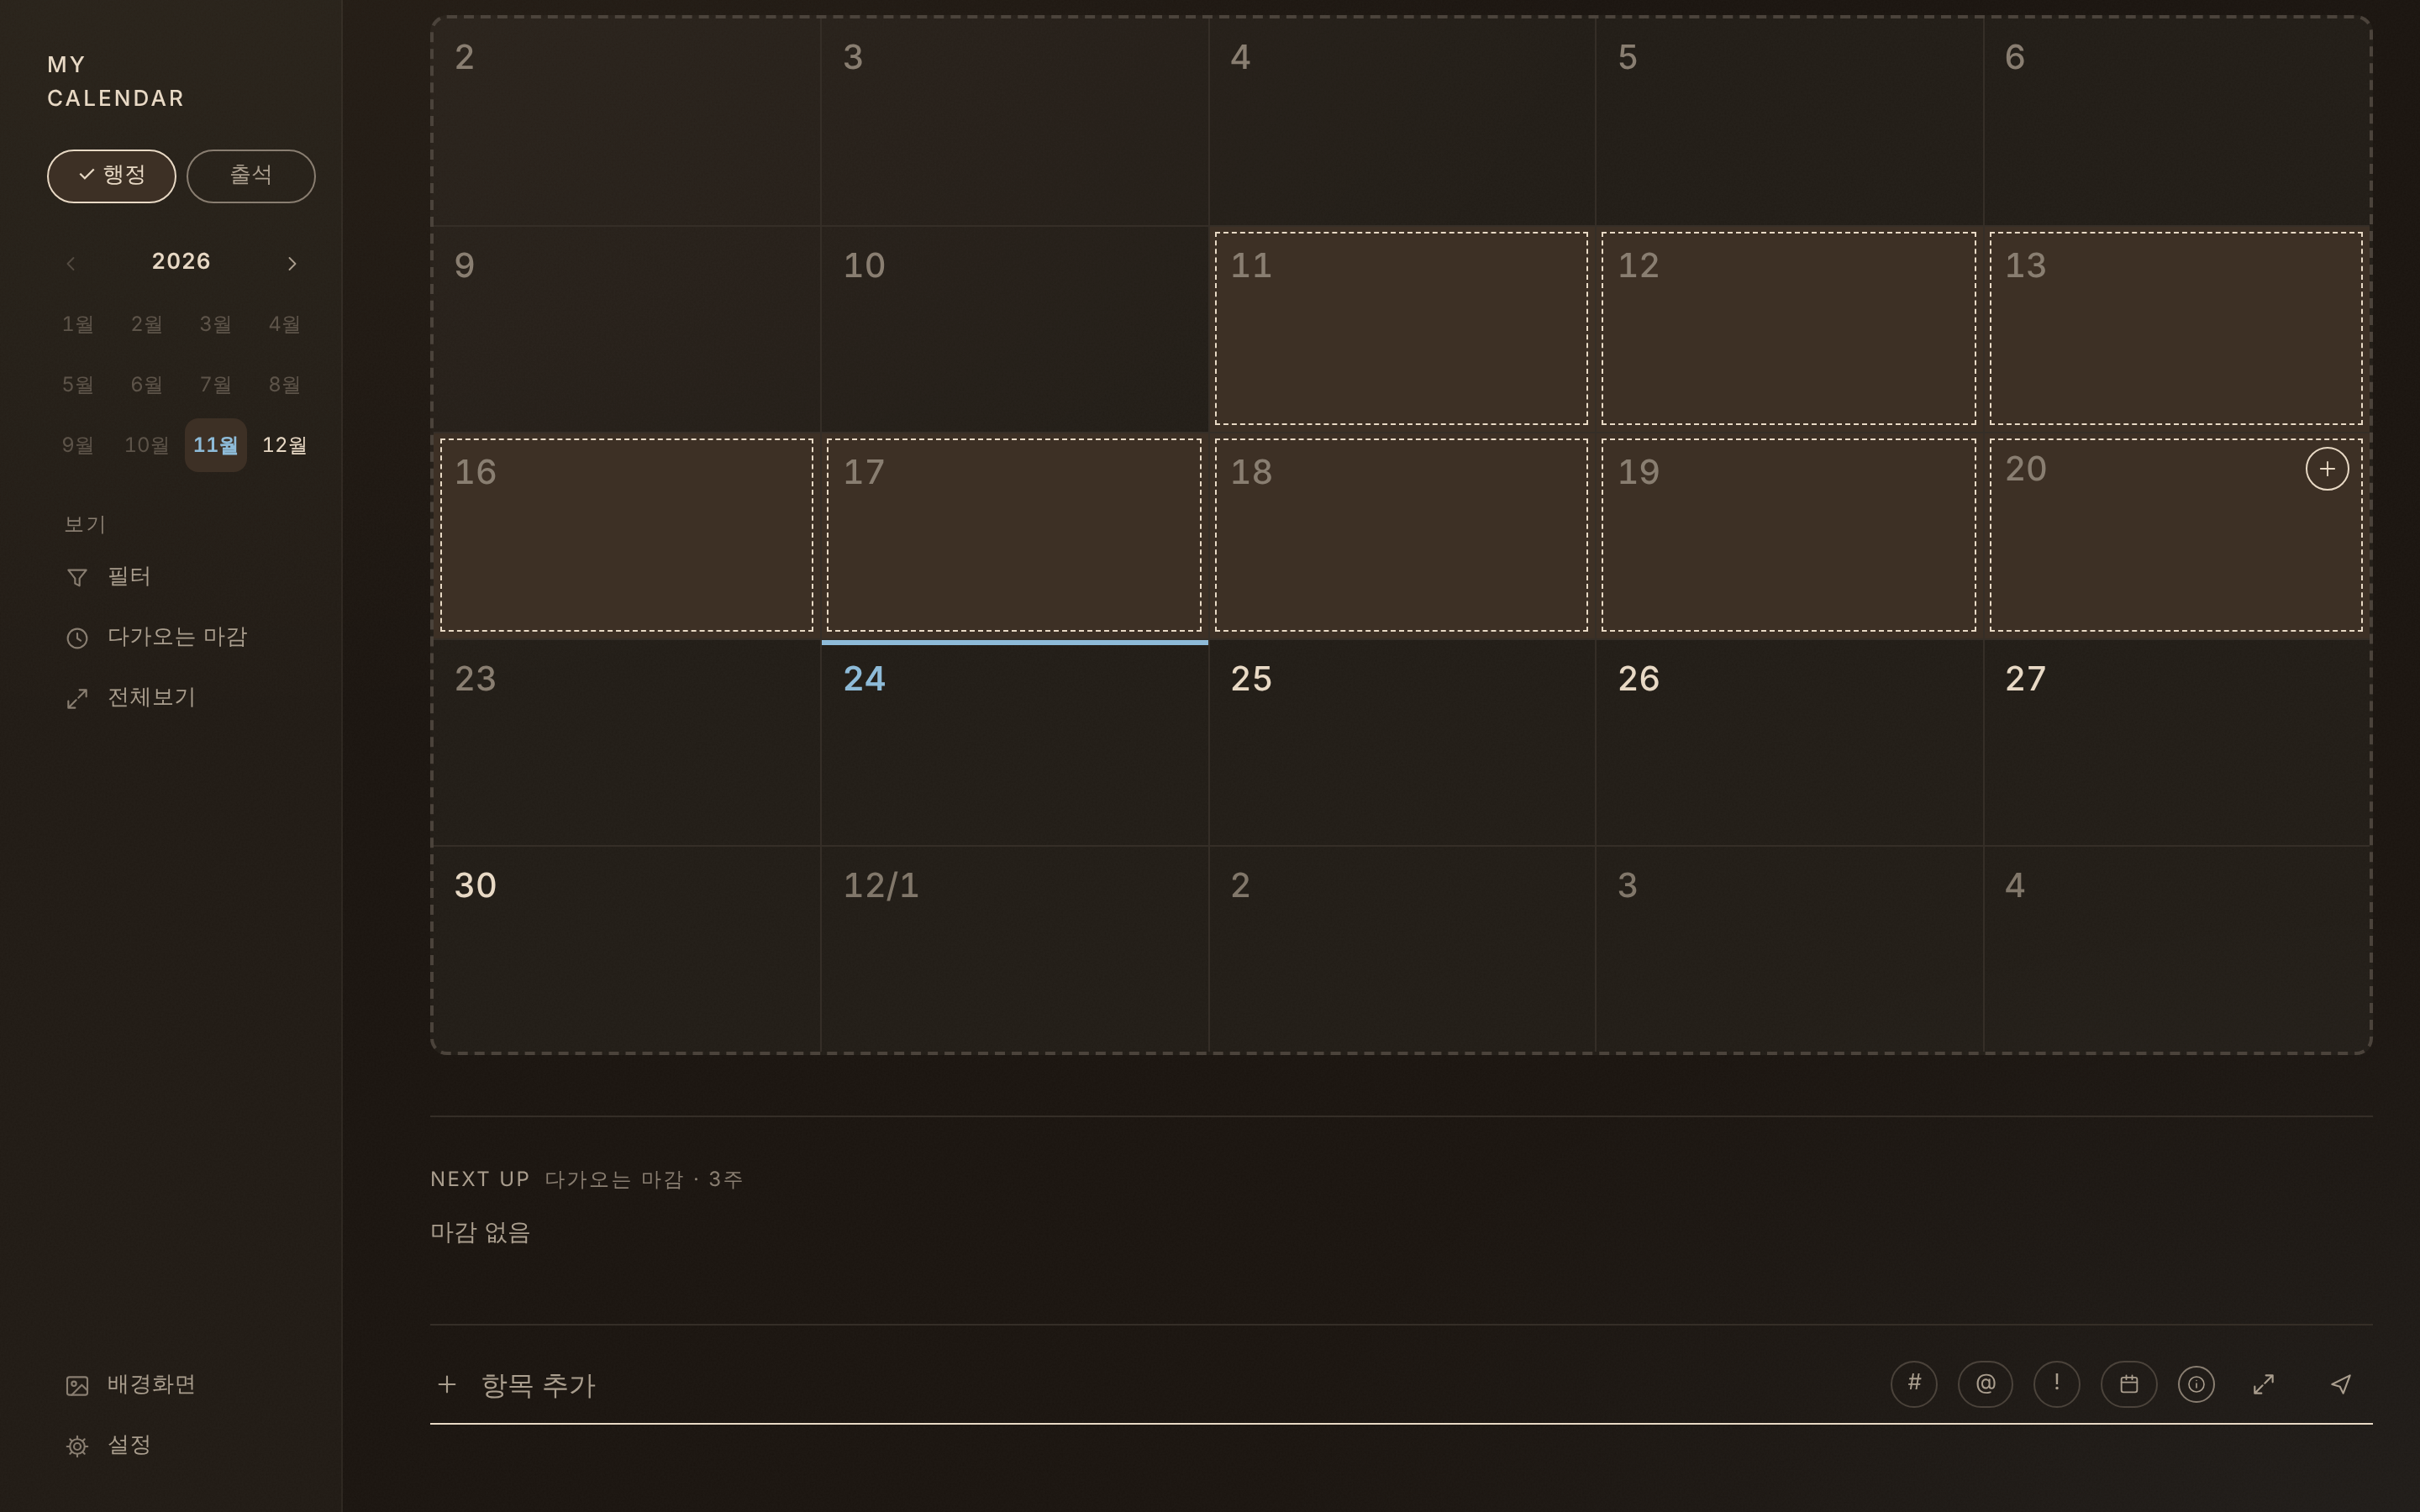 MY
CALENDAR
행정 출석
2026
1월 2월 3월 4월
5월 6월 7월 8월
9월 10월 11월 12월
보기
필터
다가오는 마감
전체보기
배경화면
설정
2 3 4 5 6
9 10 11 12 13
16 17 18 19 20
23 24 25 26 27
30 12/1 2 3 4
NEXT UP 다가오는 마감 · 3주
마감 없음
항목 추가 # @ !